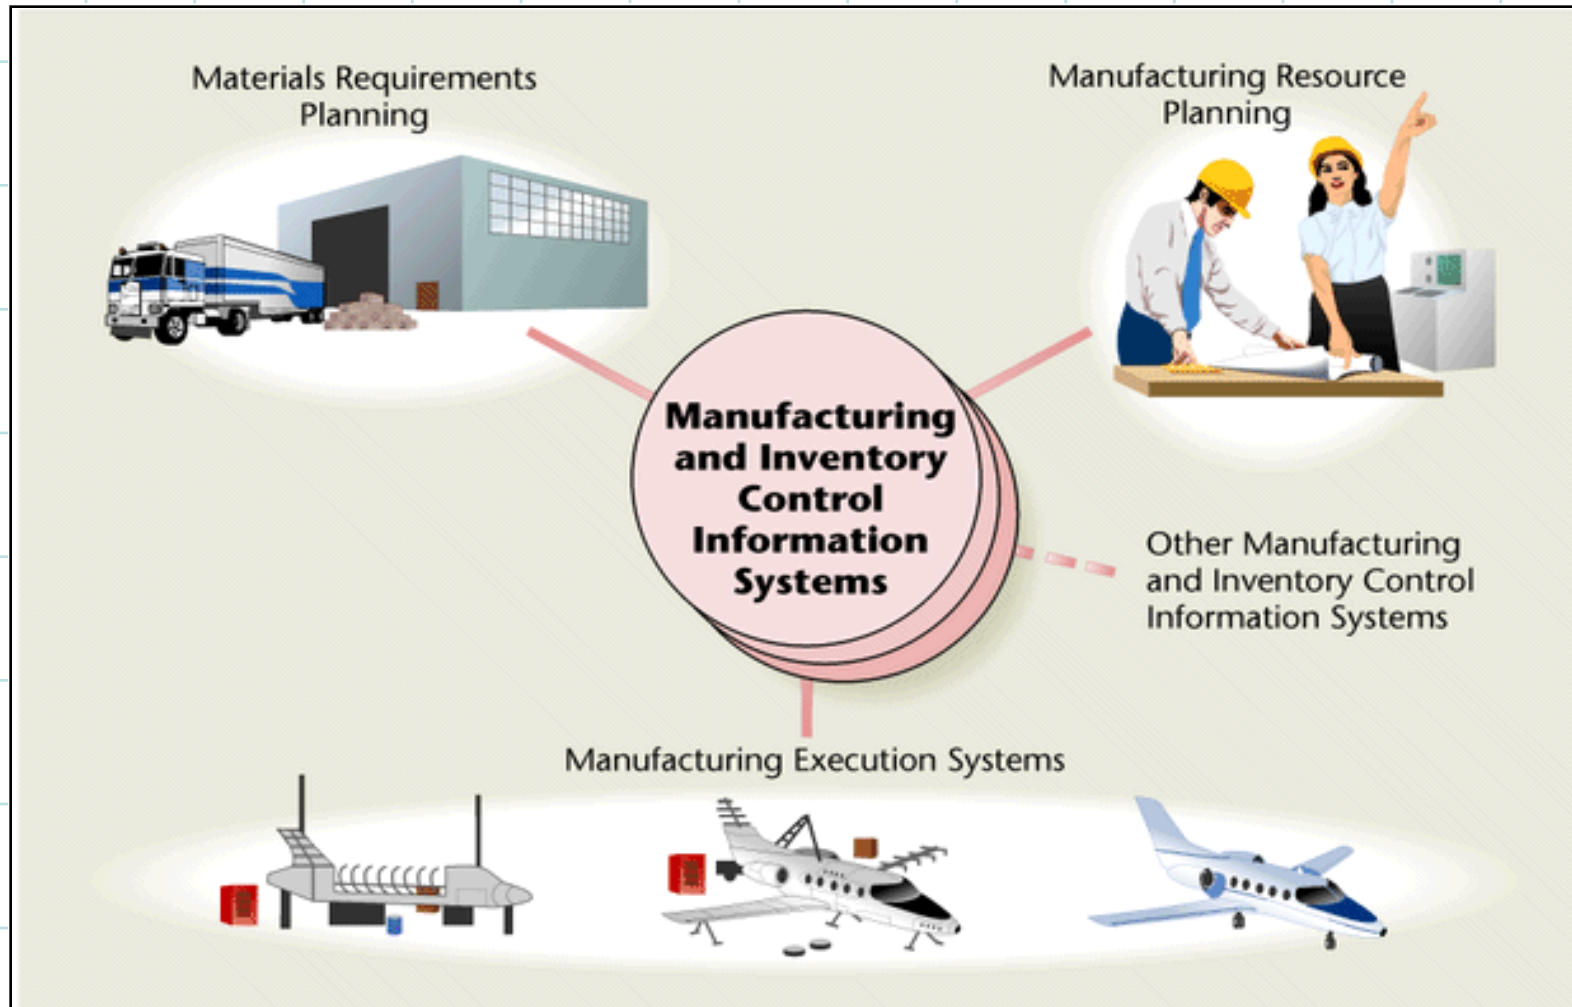 Materials Requirements
Planning
Manufacturing Resource
Planning
Manufacturing
and Inventory
Control
Information
Systems
Other Manufacturing
and Inventory Control
Information Systems
Manufacturing Execution Systems